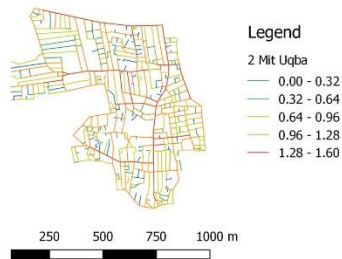 Legend
2 Mit Uqba
0.00 - 0.32
0.32 - 0.64
0.64 - 0.96
0.96 - 1.28
1.28 - 1.60
250 500 750 1000 m